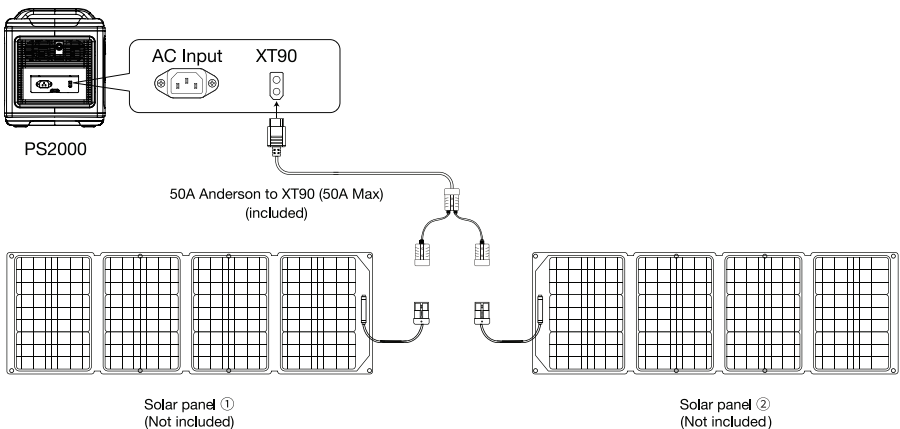 AC Input
XT90
PS2000
50A Anderson to XT90 (50A Max)
(included)
Solar panel ①
(Not included)
Solar panel ②
(Not included)